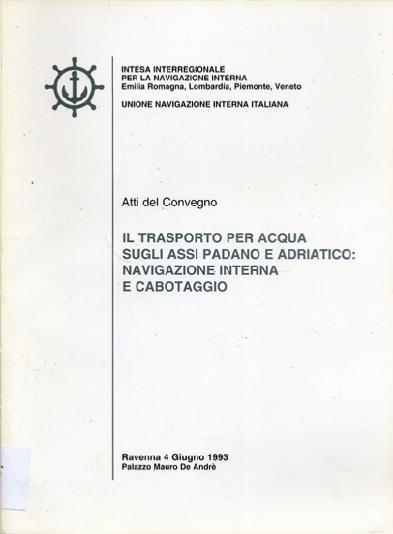 INTESA INTERREGIONALE
PER LA NAVIGAZIONE INTERNA
Emilia Romagna, Lombardia, Piemonte, Veneto
UNIONE NAVIGAZIONE INTERNA ITALIANA
Atti del Convegno
IL TRASPORTO PER ACQUA
SUGLI ASSI PADANO E ADRIATICO:
NAVIGAZIONE INTERNA
E CABOTAGGIO
Ravenna 4 Giugno 1993
Palazzo Mauro De Andrè